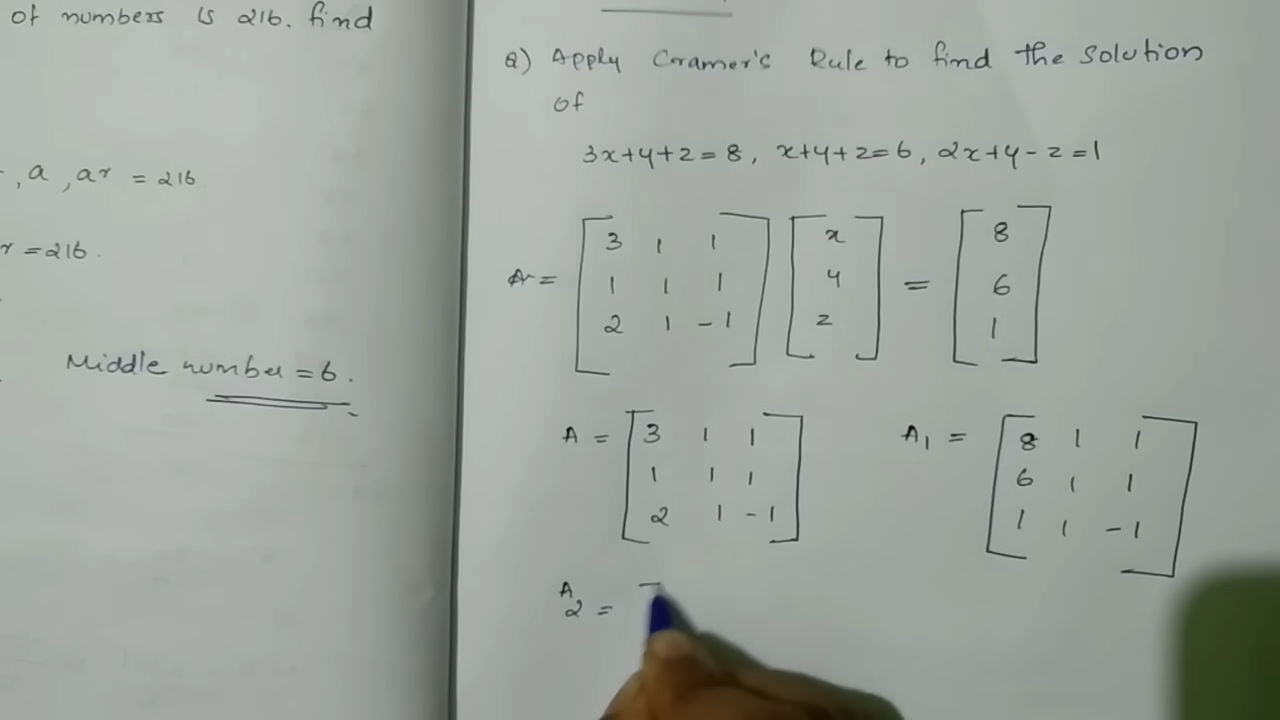 of numbers is 216. find
, a , ar = 216
r = 216.
Middle number = 6.
Q) Apply Cramer's Rule to find the solution
of
3x+y+z=8, x+y+z=6, 2x+y-z=1
A = [ 3 1 1 ] [ x ] = [ 8 ]
1 1 1 y 6
2 1 -1 z 1
A = [ 3 1 1 ] A1 = [ 8 1 1 ]
1 1 1 6 1 1
2 1 -1 1 1 -1
A2 =